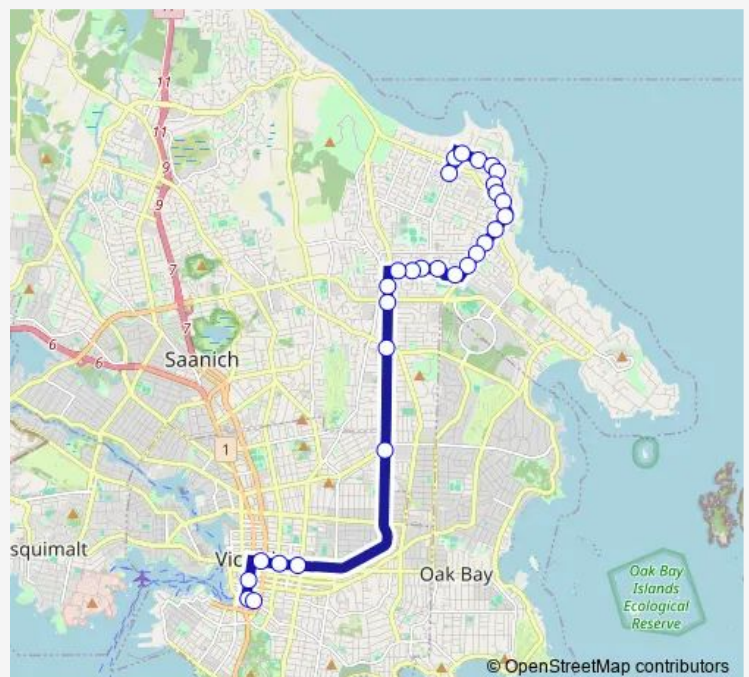 11
11
9
9
7
7
6
6
Saanich
1
squimalt
Vic
Oak Bay
Oak Bay
Islands
Ecological
Reserve
© OpenStreetMap contributors